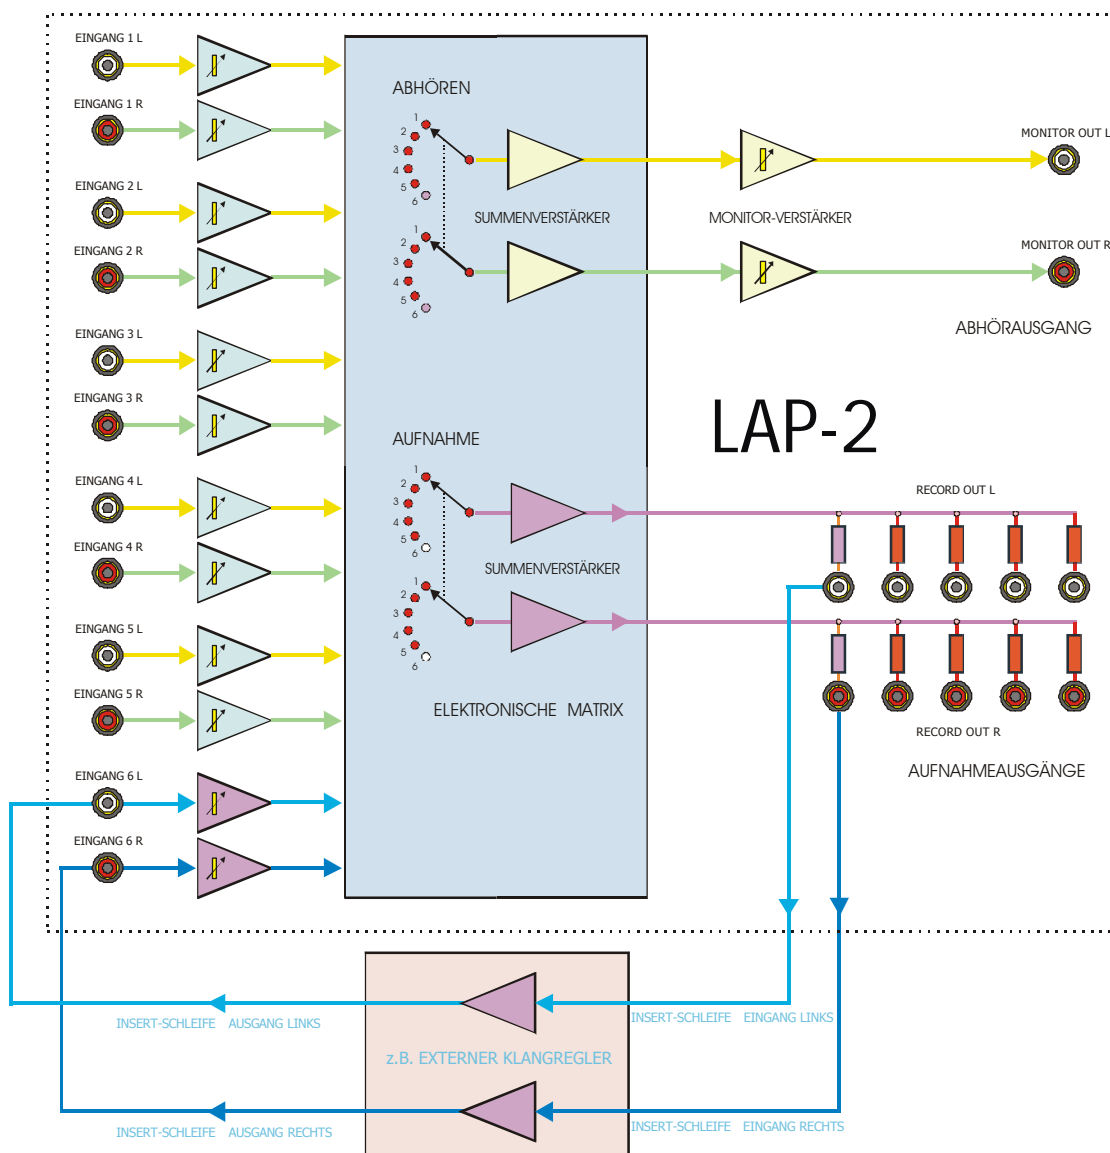 EINGANG 1 L
EINGANG 1 R
EINGANG 2 L
EINGANG 2 R
EINGANG 3 L
EINGANG 3 R
EINGANG 4 L
EINGANG 4 R
EINGANG 5 L
EINGANG 5 R
EINGANG 6 L
EINGANG 6 R
ABHÖREN
1
2
3
4
5
6
SUMMENVERSTÄRKER
1
2
3
4
5
6
MONITOR-VERSTÄRKER
MONITOR OUT L
MONITOR OUT R
ABHÖRAUSGANG
LAP-2
AUFNAHME
1
2
3
4
5
6
SUMMENVERSTÄRKER
1
2
3
4
5
6
ELEKTRONISCHE MATRIX
RECORD OUT L
RECORD OUT R
AUFNAHMEAUSGÄNGE
INSERT-SCHLEIFE AUSGANG LINKS
INSERT-SCHLEIFE EINGANG LINKS
z.B. EXTERNER KLANGREGLER
INSERT-SCHLEIFE AUSGANG RECHTS
INSERT-SCHLEIFE EINGANG RECHTS